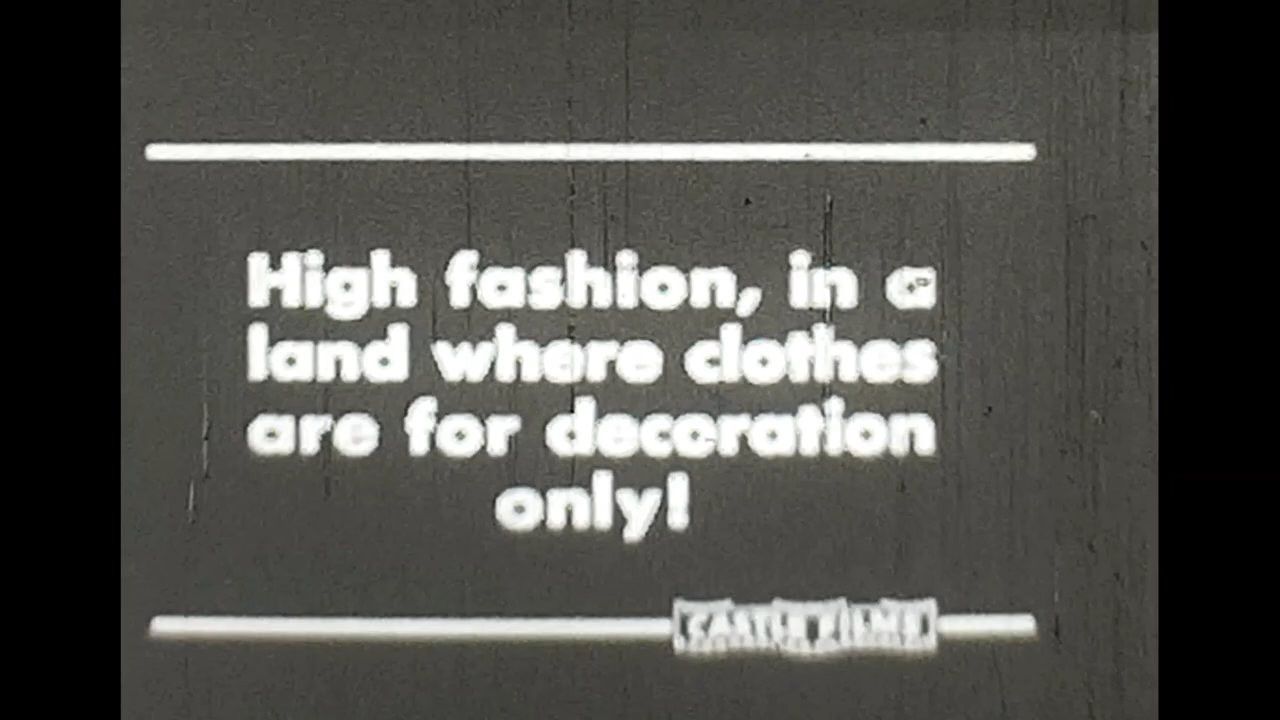 High fashion, in a
land where clothes
are for decoration
only!
CASTLE FILMS